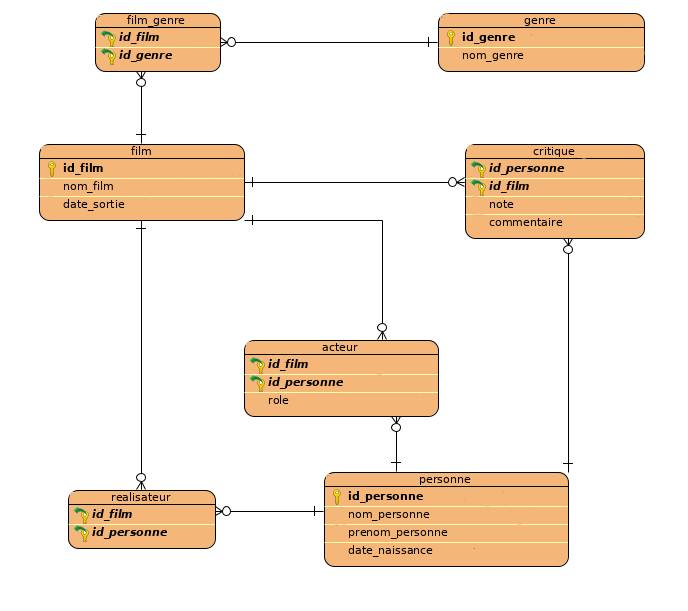 film_genre
id_film
id_genre
genre
id_genre
nom_genre
film
id_film
nom_film
date_sortie
critique
id_personne
id_film
note
commentaire
acteur
id_film
id_personne
role
realisateur
id_film
id_personne
personne
id_personne
nom_personne
prenom_personne
date_naissance